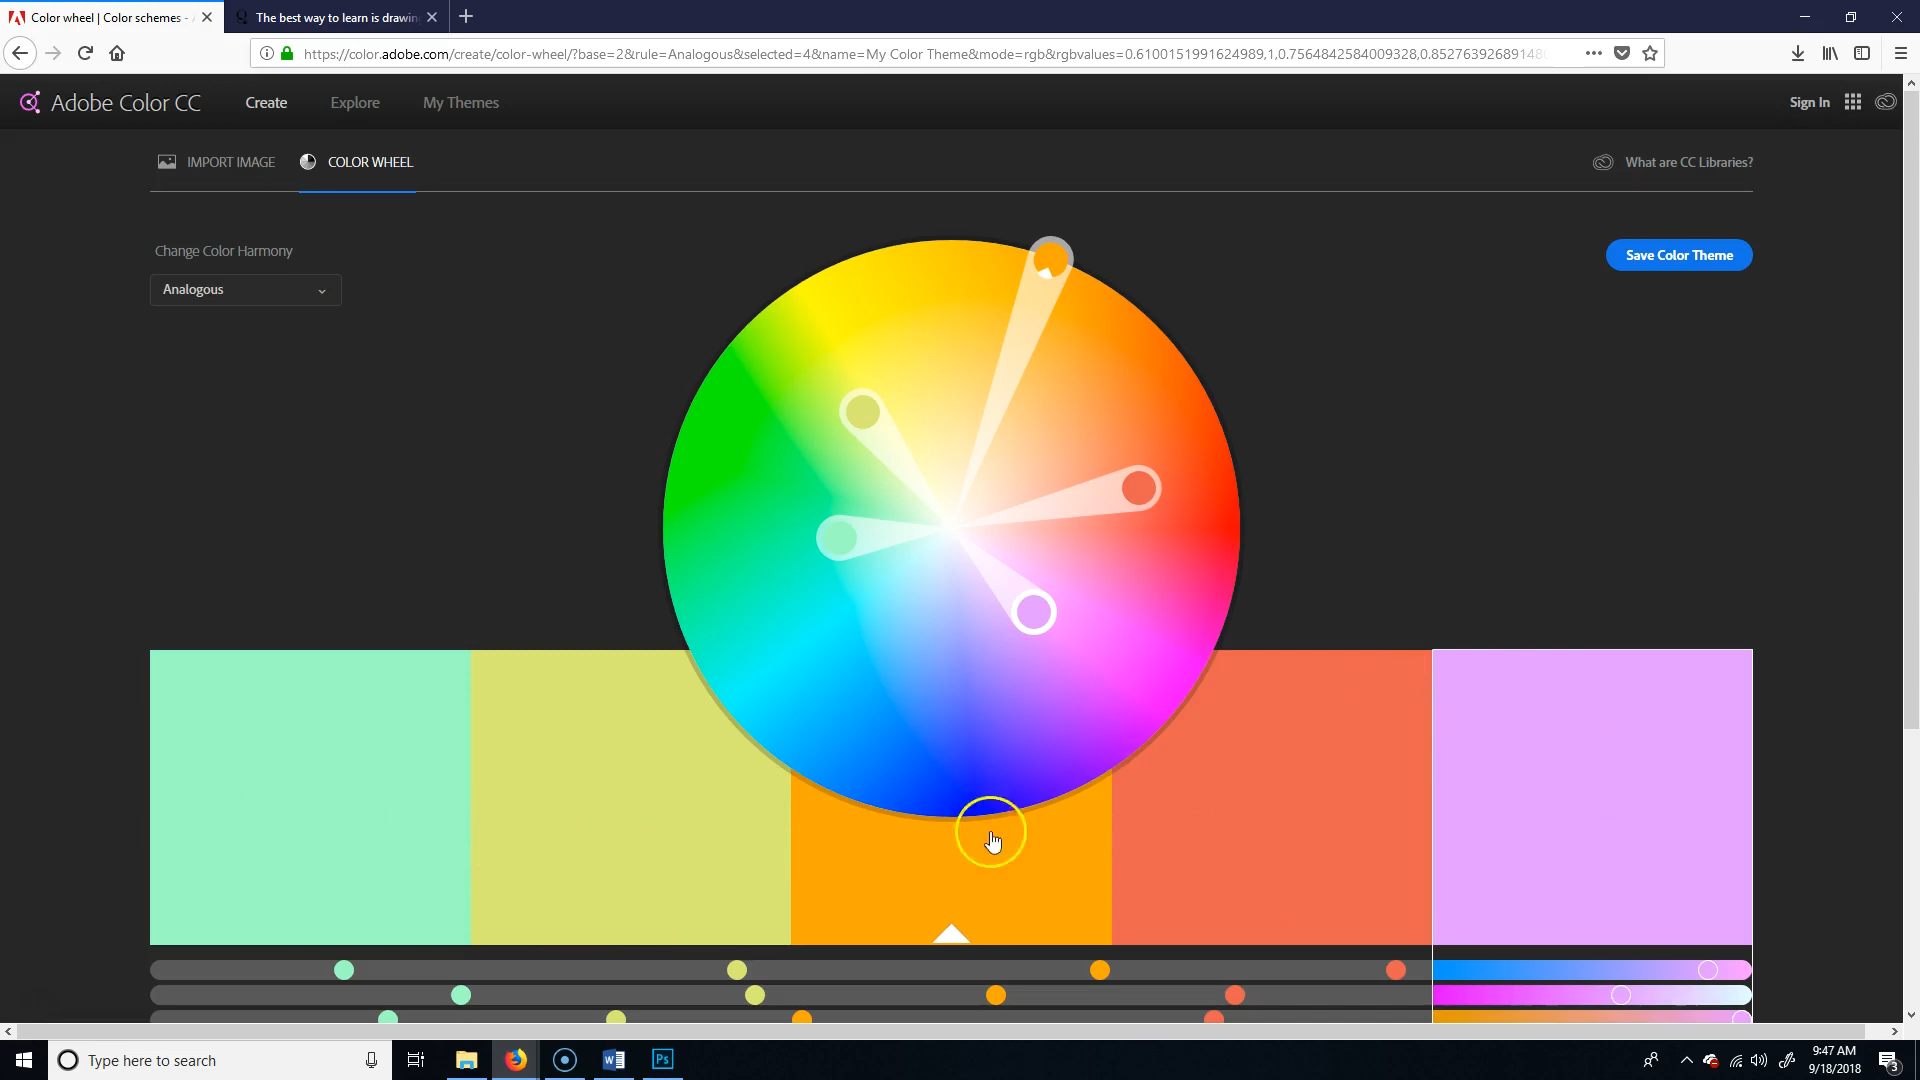 Color wheel | Color schemes -
The best way to learn is drawin
https://color.adobe.com/create/color-wheel/?base=2&rule=Analogous&selected=4&name=My Color Theme&mode=rgb&rgbvalues=0.6100151991624989,1,0.7564842584009328,0.852763926891486
Adobe Color CC
Create
Explore
My Themes
Sign In
IMPORT IMAGE
COLOR WHEEL
What are CC Libraries?
Change Color Harmony
Analogous
Save Color Theme
Type here to search
Ps
9:47 AM
9/18/2018
3